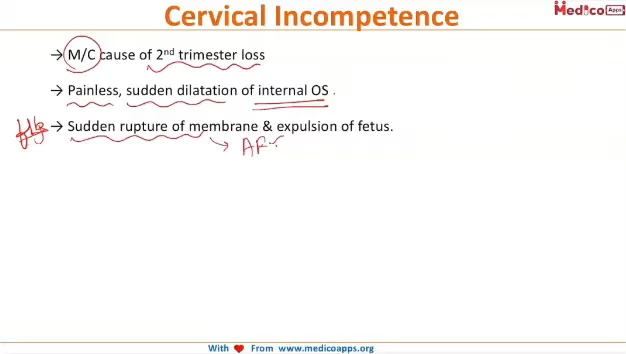 Cervical Incompetence
Medico Apps
→ M/C cause of 2nd trimester loss
→ Painless, sudden dilatation of internal OS .
→ Sudden rupture of membrane & expulsion of fetus.
→ AF
With ❤ From www.medicoapps.org